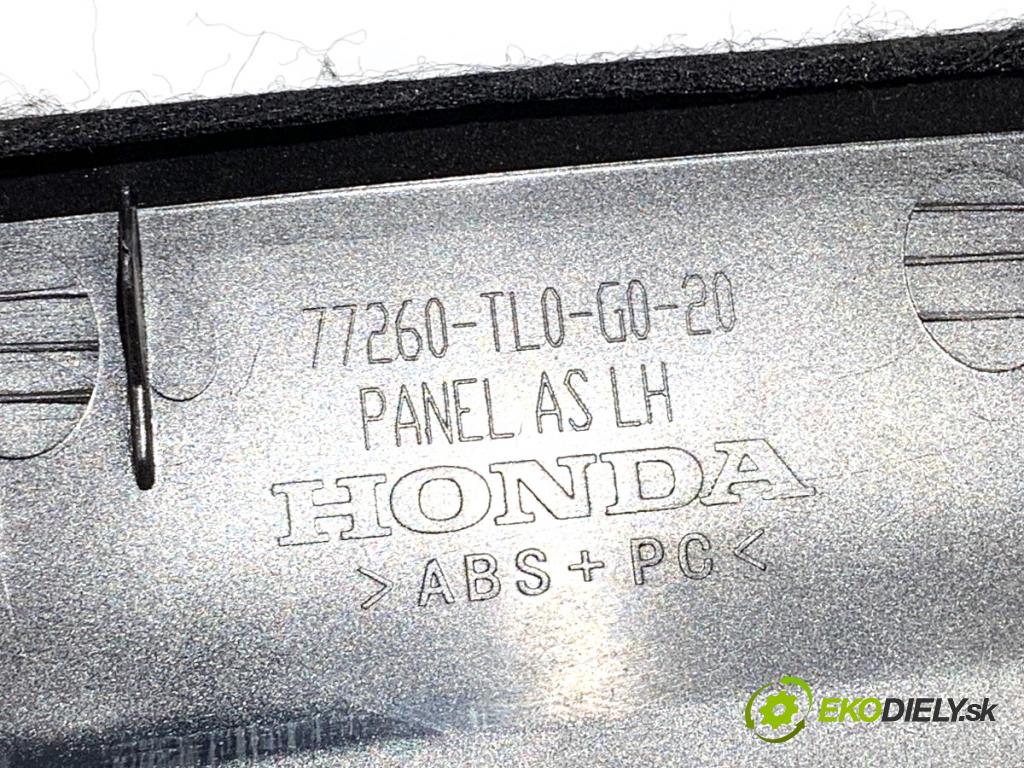 77260-TL0-G0-20
PANEL AS LH
HONDA
>ABS+PC<
EKODIELY.sk